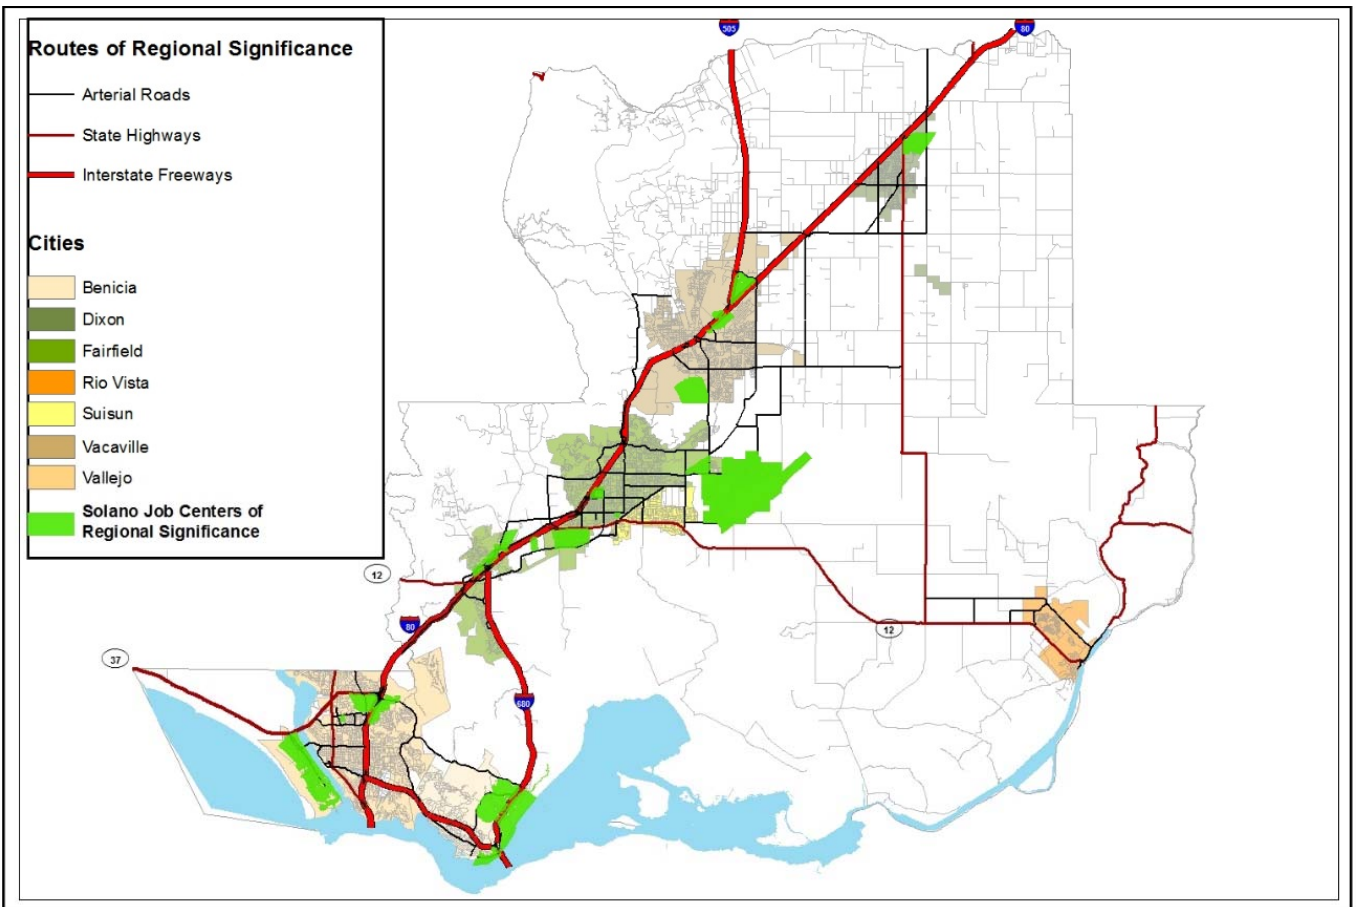 Routes of Regional Significance
Arterial Roads
State Highways
Interstate Freeways
Cities
Benicia
Dixon
Fairfield
Rio Vista
Suisun
Vacaville
Vallejo
Solano Job Centers of
Regional Significance
505
80
12
80
12
37
680